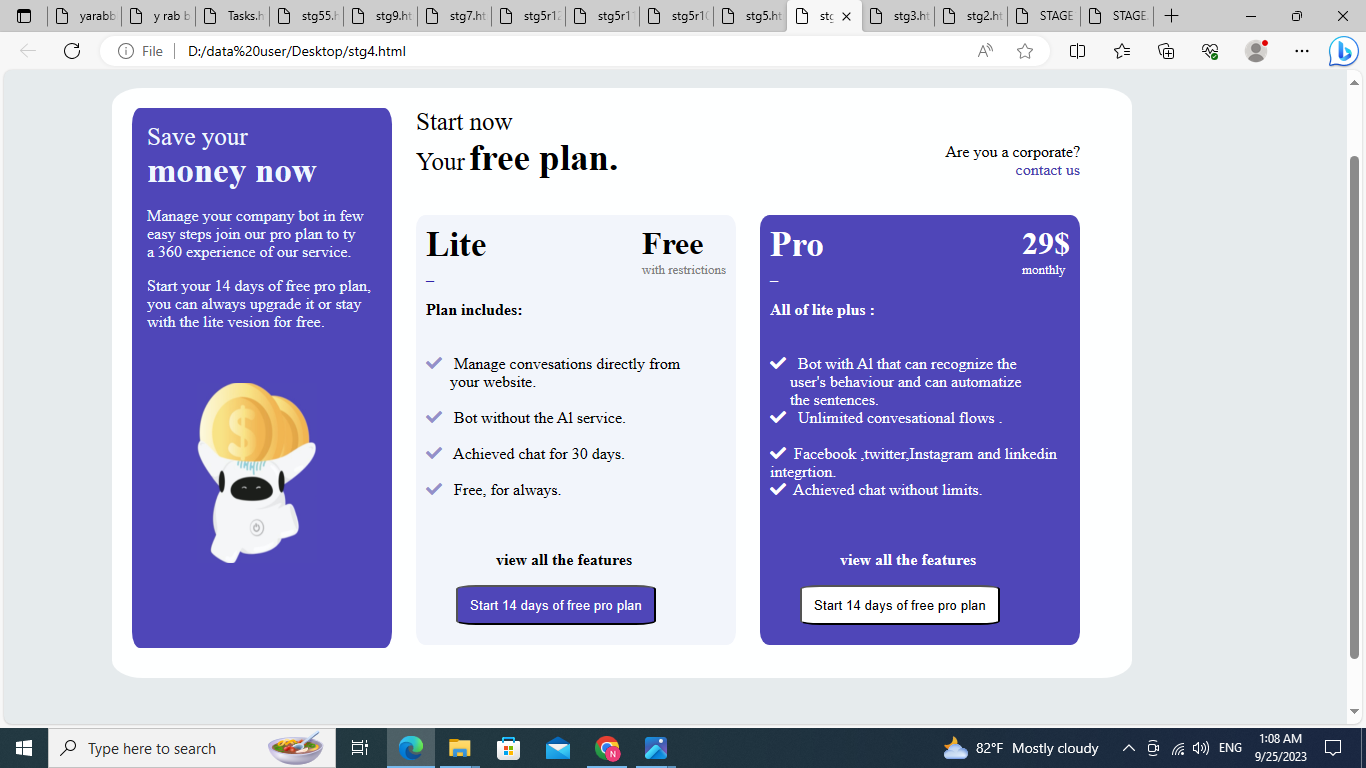 yarabb
y rab b
Tasks.h
stg55.h
stg9.ht
stg7.ht
stg5r12
stg5r11
stg5r10
stg5.ht
stg
stg3.ht
stg2.ht
STAGE
STAGE
File
D:/data%20user/Desktop/stg4.html
Save your
money now
Manage your company bot in few
easy steps join our pro plan to ty
a 360 experience of our service.
Start your 14 days of free pro plan,
you can always upgrade it or stay
with the lite vesion for free.
Start now
Your free plan.
Are you a corporate?
contact us
Lite
Free
with restrictions
_
Plan includes:
Manage convesations directly from
your website.
Bot without the Al service.
Achieved chat for 30 days.
Free, for always.
view all the features
Start 14 days of free pro plan
Pro
29$
monthly
_
All of lite plus :
Bot with Al that can recognize the
user's behaviour and can automatize
the sentences.
Unlimited convesational flows .
Facebook ,twitter,Instagram and linkedin
integrtion.
Achieved chat without limits.
view all the features
Start 14 days of free pro plan
Type here to search
82°F Mostly cloudy
ENG
1:08 AM
9/25/2023